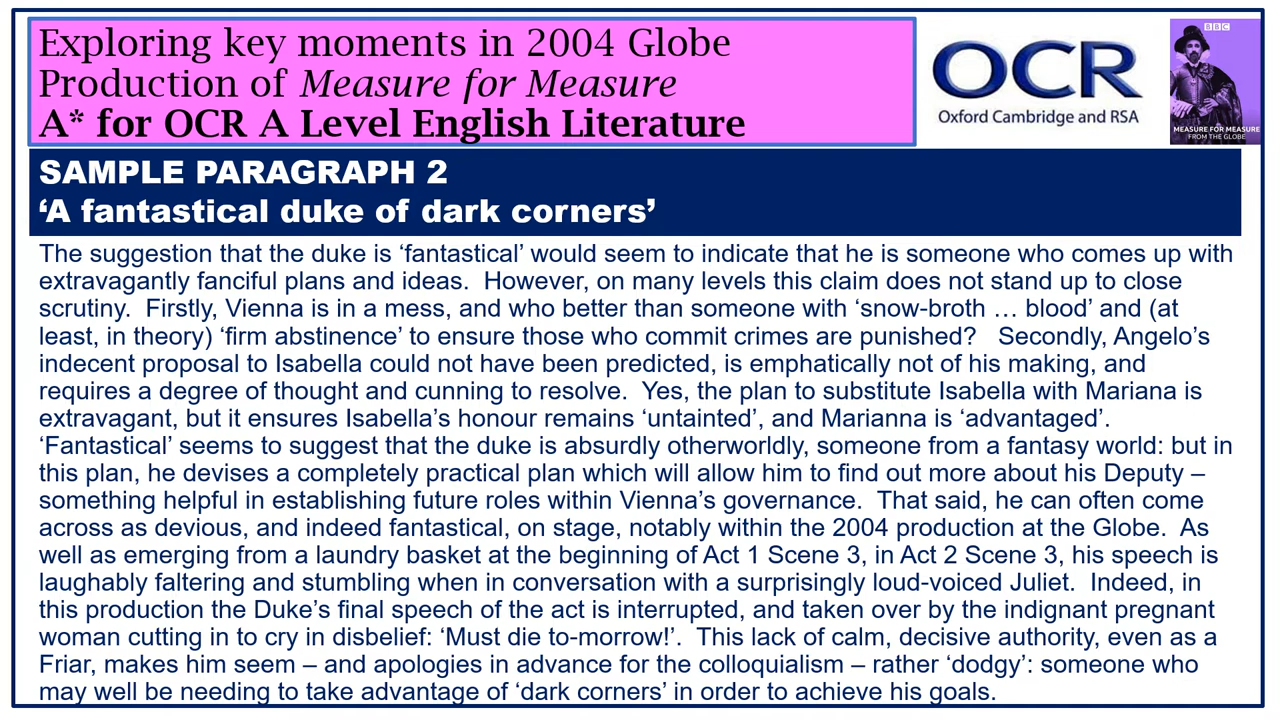 Exploring key moments in 2004 Globe
Production of Measure for Measure
A* for OCR A Level English Literature
OCR
Oxford Cambridge and RSA
BBC
MEASURE FOR MEASURE
FROM THE GLOBE
SAMPLE PARAGRAPH 2
‘A fantastical duke of dark corners’
The suggestion that the duke is ‘fantastical’ would seem to indicate that he is someone who comes up with
extravagantly fanciful plans and ideas.  However, on many levels this claim does not stand up to close
scrutiny.  Firstly, Vienna is in a mess, and who better than someone with ‘snow-broth … blood’ and (at
least, in theory) ‘firm abstinence’ to ensure those who commit crimes are punished?   Secondly, Angelo’s
indecent proposal to Isabella could not have been predicted, is emphatically not of his making, and
requires a degree of thought and cunning to resolve.  Yes, the plan to substitute Isabella with Mariana is
extravagant, but it ensures Isabella’s honour remains ‘untainted’, and Marianna is ‘advantaged’.
‘Fantastical’ seems to suggest that the duke is absurdly otherworldly, someone from a fantasy world: but in
this plan, he devises a completely practical plan which will allow him to find out more about his Deputy –
something helpful in establishing future roles within Vienna’s governance.  That said, he can often come
across as devious, and indeed fantastical, on stage, notably within the 2004 production at the Globe.  As
well as emerging from a laundry basket at the beginning of Act 1 Scene 3, in Act 2 Scene 3, his speech is
laughably faltering and stumbling when in conversation with a surprisingly loud-voiced Juliet.  Indeed, in
this production the Duke’s final speech of the act is interrupted, and taken over by the indignant pregnant
woman cutting in to cry in disbelief: ‘Must die to-morrow!’.  This lack of calm, decisive authority, even as a
Friar, makes him seem – and apologies in advance for the colloquialism – rather ‘dodgy’: someone who
may well be needing to take advantage of ‘dark corners’ in order to achieve his goals.